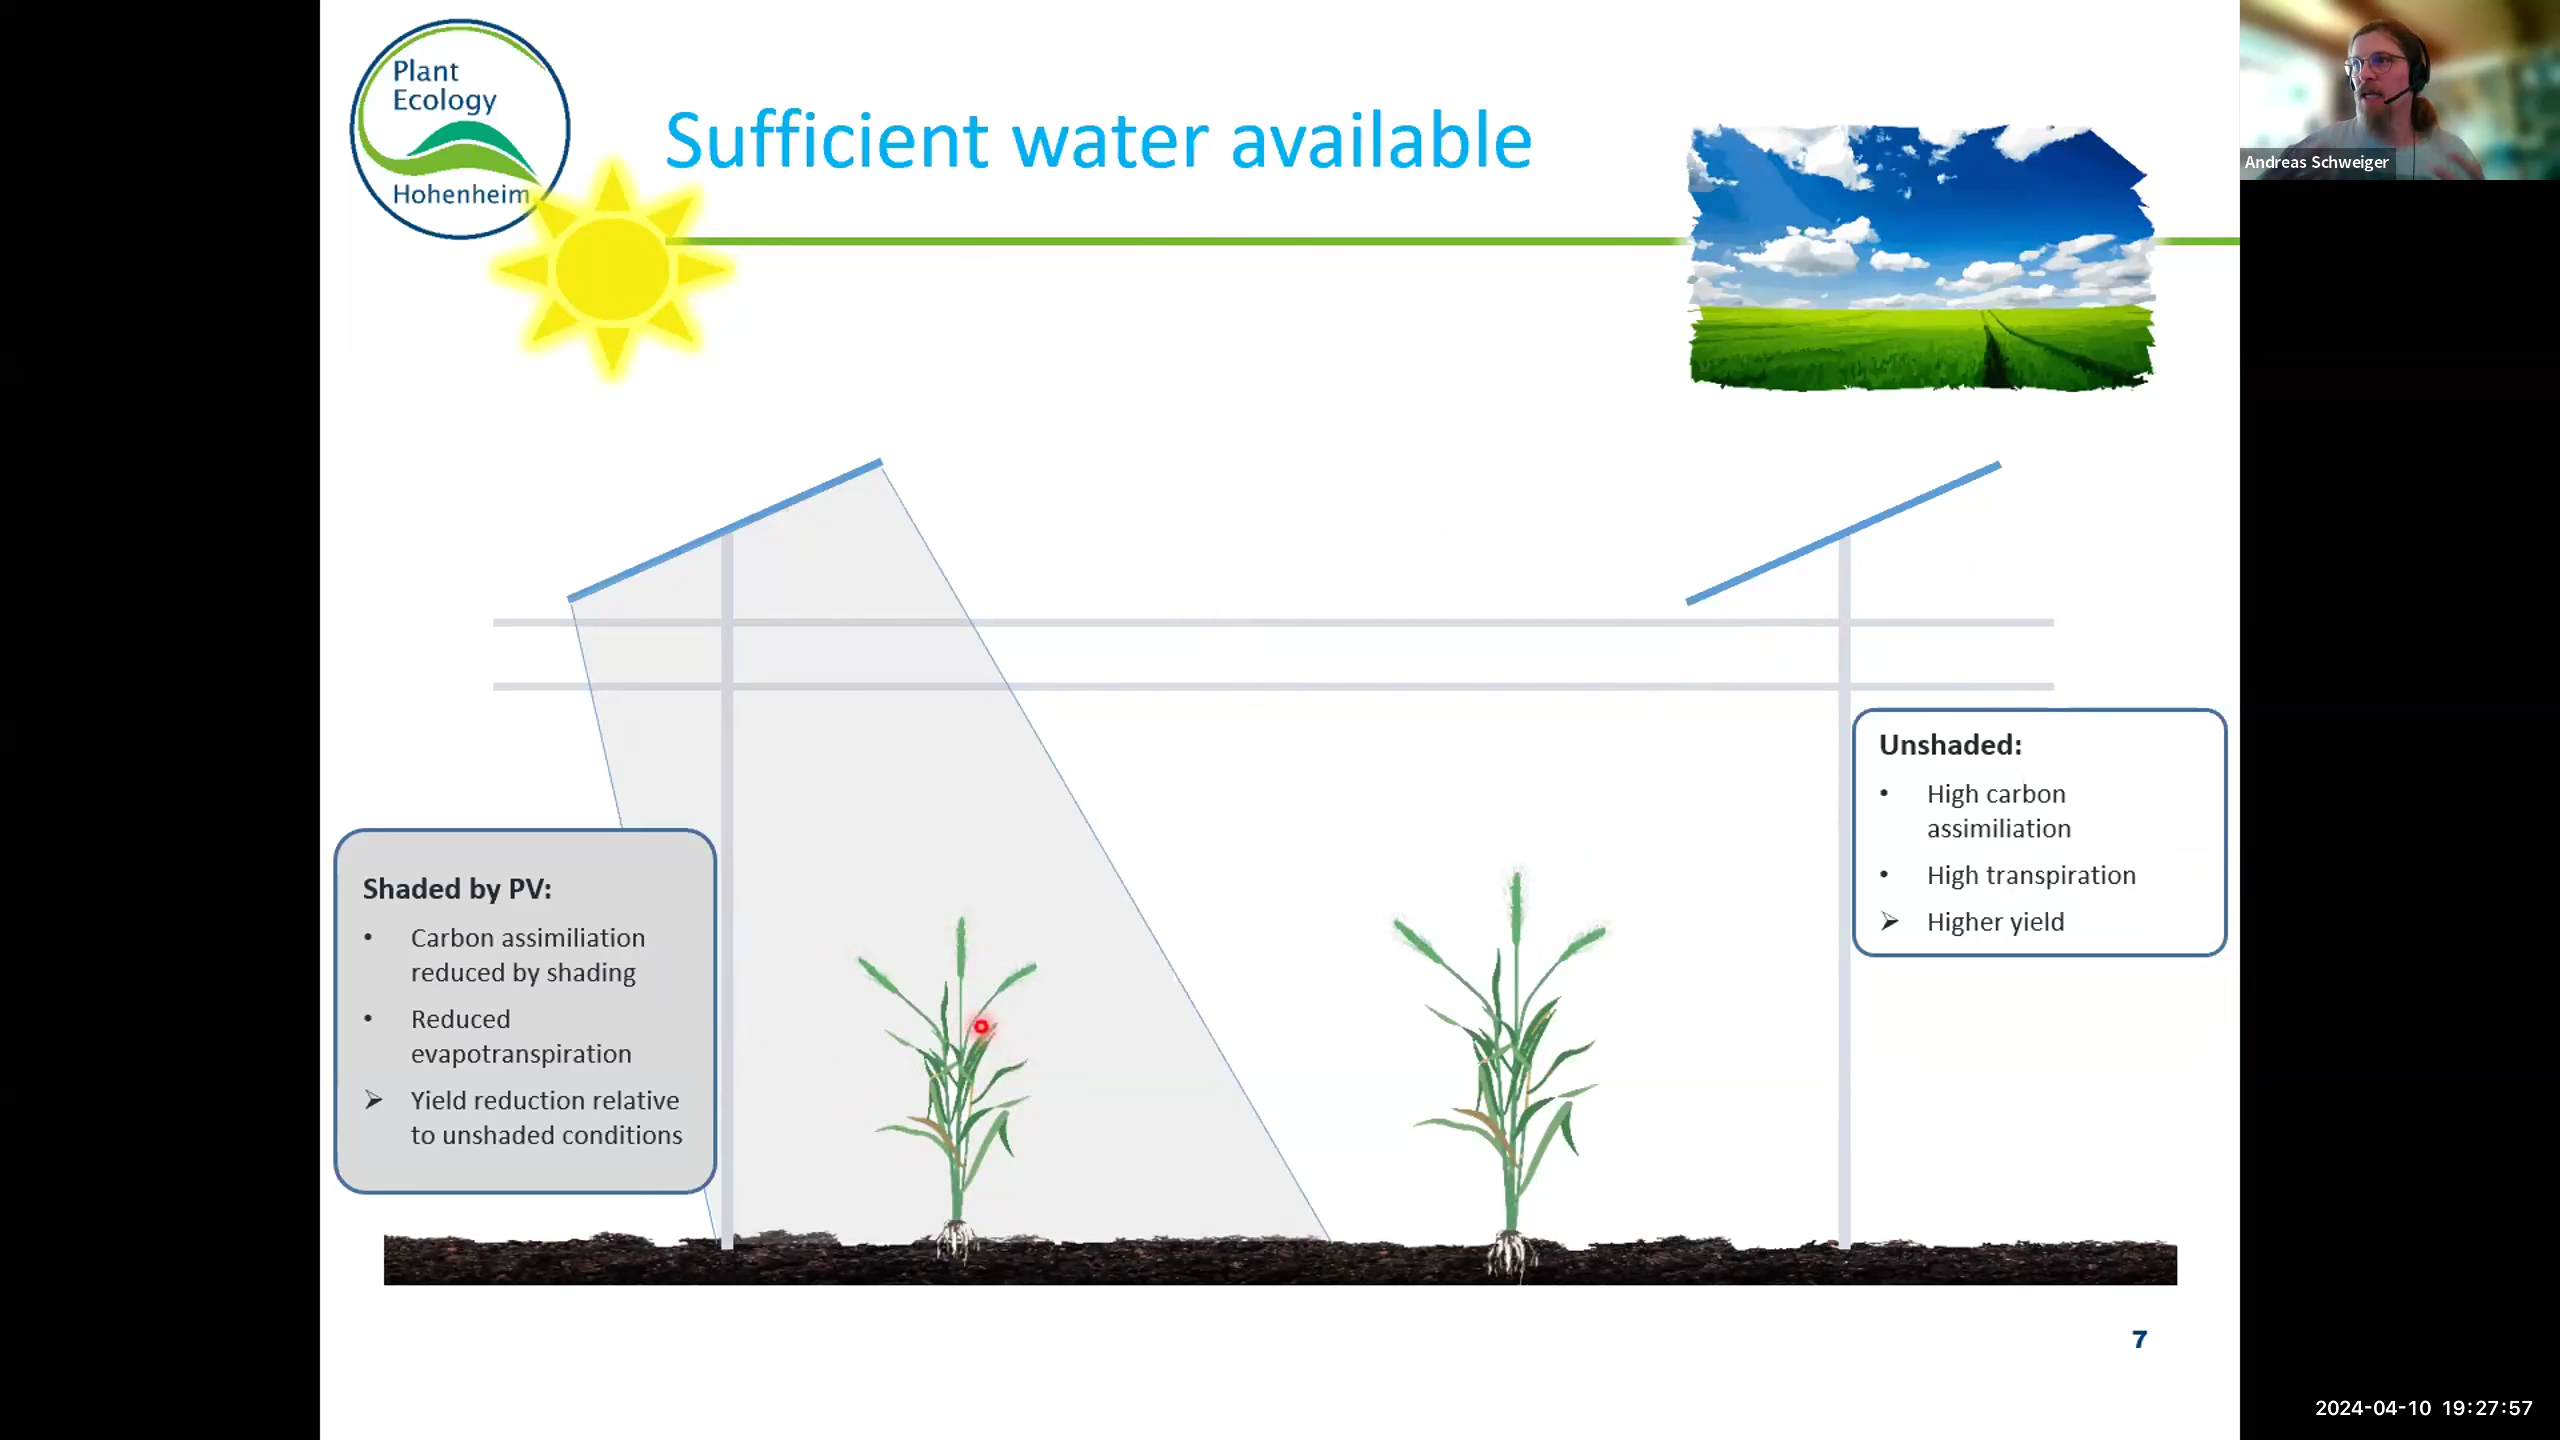 Plant
Ecology
Hohenheim
Sufficient water available
Andreas Schweiger
Unshaded:
• High carbon
assimiliation
• High transpiration
➢ Higher yield
Shaded by PV:
• Carbon assimiliation
reduced by shading
• Reduced
evapotranspiration
➢ Yield reduction relative
to unshaded conditions
7
2024-04-10 19:27:57